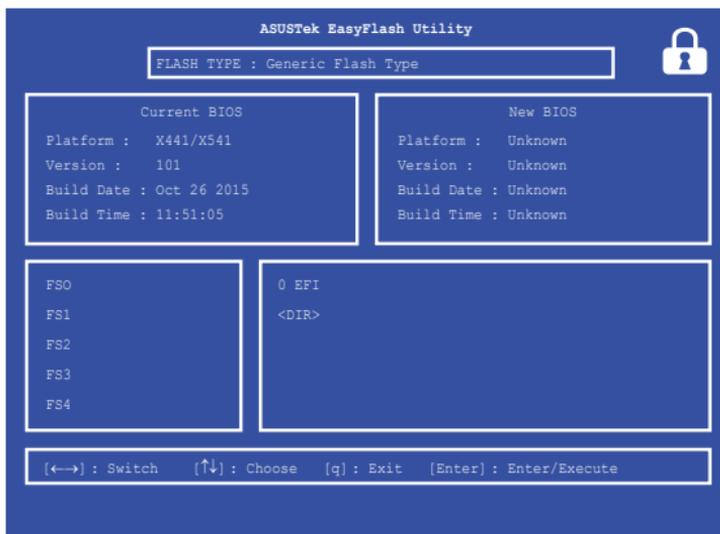 ASUSTek EasyFlash Utility
FLASH TYPE : Generic Flash Type
Current BIOS
Platform : X441/X541
Version : 101
Build Date : Oct 26 2015
Build Time : 11:51:05
New BIOS
Platform : Unknown
Version : Unknown
Build Date : Unknown
Build Time : Unknown
FSO
FS1
FS2
FS3
FS4
0 EFI
<DIR>
[←→] : Switch [↑↓] : Choose [q] : Exit [Enter] : Enter/Execute